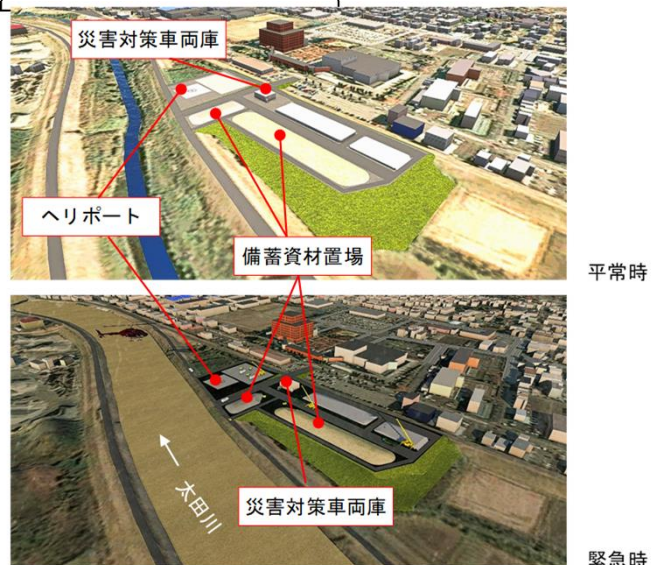 災害対策車両庫
ヘリポート
備蓄資材置場
平常時
太田川
災害対策車両庫
緊急時